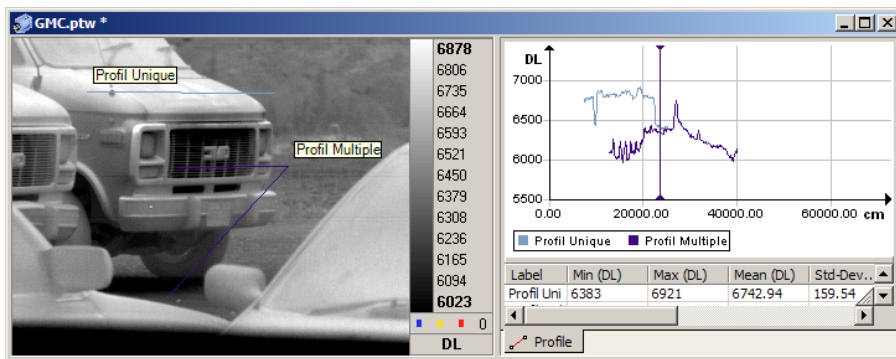 GMC.ptw *
Profil Unique
Profil Multiple
6878
6806
6735
6664
6593
6521
6450
6379
6308
6236
6165
6094
6023
0
DL
DL
7000
6500
6000
5500
0.00 20000.00 40000.00 60000.00 cm
Profil Unique Profil Multiple
Label Min (DL) Max (DL) Mean (DL) Std-Dev...
Profil Uni 6383 6921 6742.94 159.54
Profile